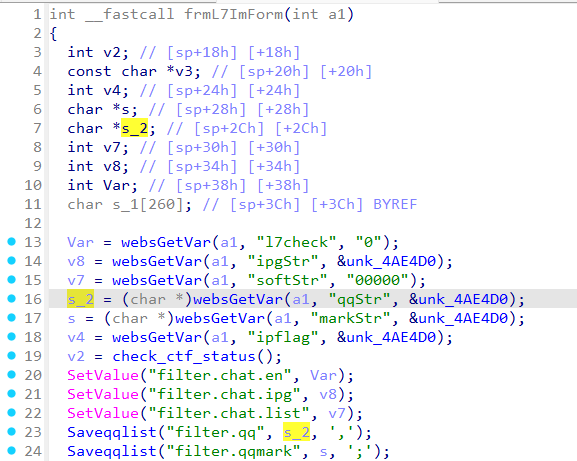 1 int __fastcall frmL7ImForm(int a1)
2 {
3 int v2; // [sp+18h] [+18h]
4 const char *v3; // [sp+20h] [+20h]
5 int v4; // [sp+24h] [+24h]
6 char *s; // [sp+28h] [+28h]
7 char *s_2; // [sp+2Ch] [+2Ch]
8 int v7; // [sp+30h] [+30h]
9 int v8; // [sp+34h] [+34h]
10 int Var; // [sp+38h] [+38h]
11 char s_1[260]; // [sp+3Ch] [+3Ch] BYREF
12
13 Var = websGetVar(a1, "l7check", "0");
14 v8 = websGetVar(a1, "ipgStr", &unk_4AE4D0);
15 v7 = websGetVar(a1, "softStr", "00000");
16 s_2 = (char *)websGetVar(a1, "qqStr", &unk_4AE4D0);
17 s = (char *)websGetVar(a1, "markStr", &unk_4AE4D0);
18 v4 = websGetVar(a1, "ipflag", &unk_4AE4D0);
19 v2 = check_ctf_status();
20 SetValue("filter.chat.en", Var);
21 SetValue("filter.chat.ipg", v8);
22 SetValue("filter.chat.list", v7);
23 Saveqqlist("filter.qq", s_2, ',');
24 Saveqqlist("filter.qqmark", s, ';');